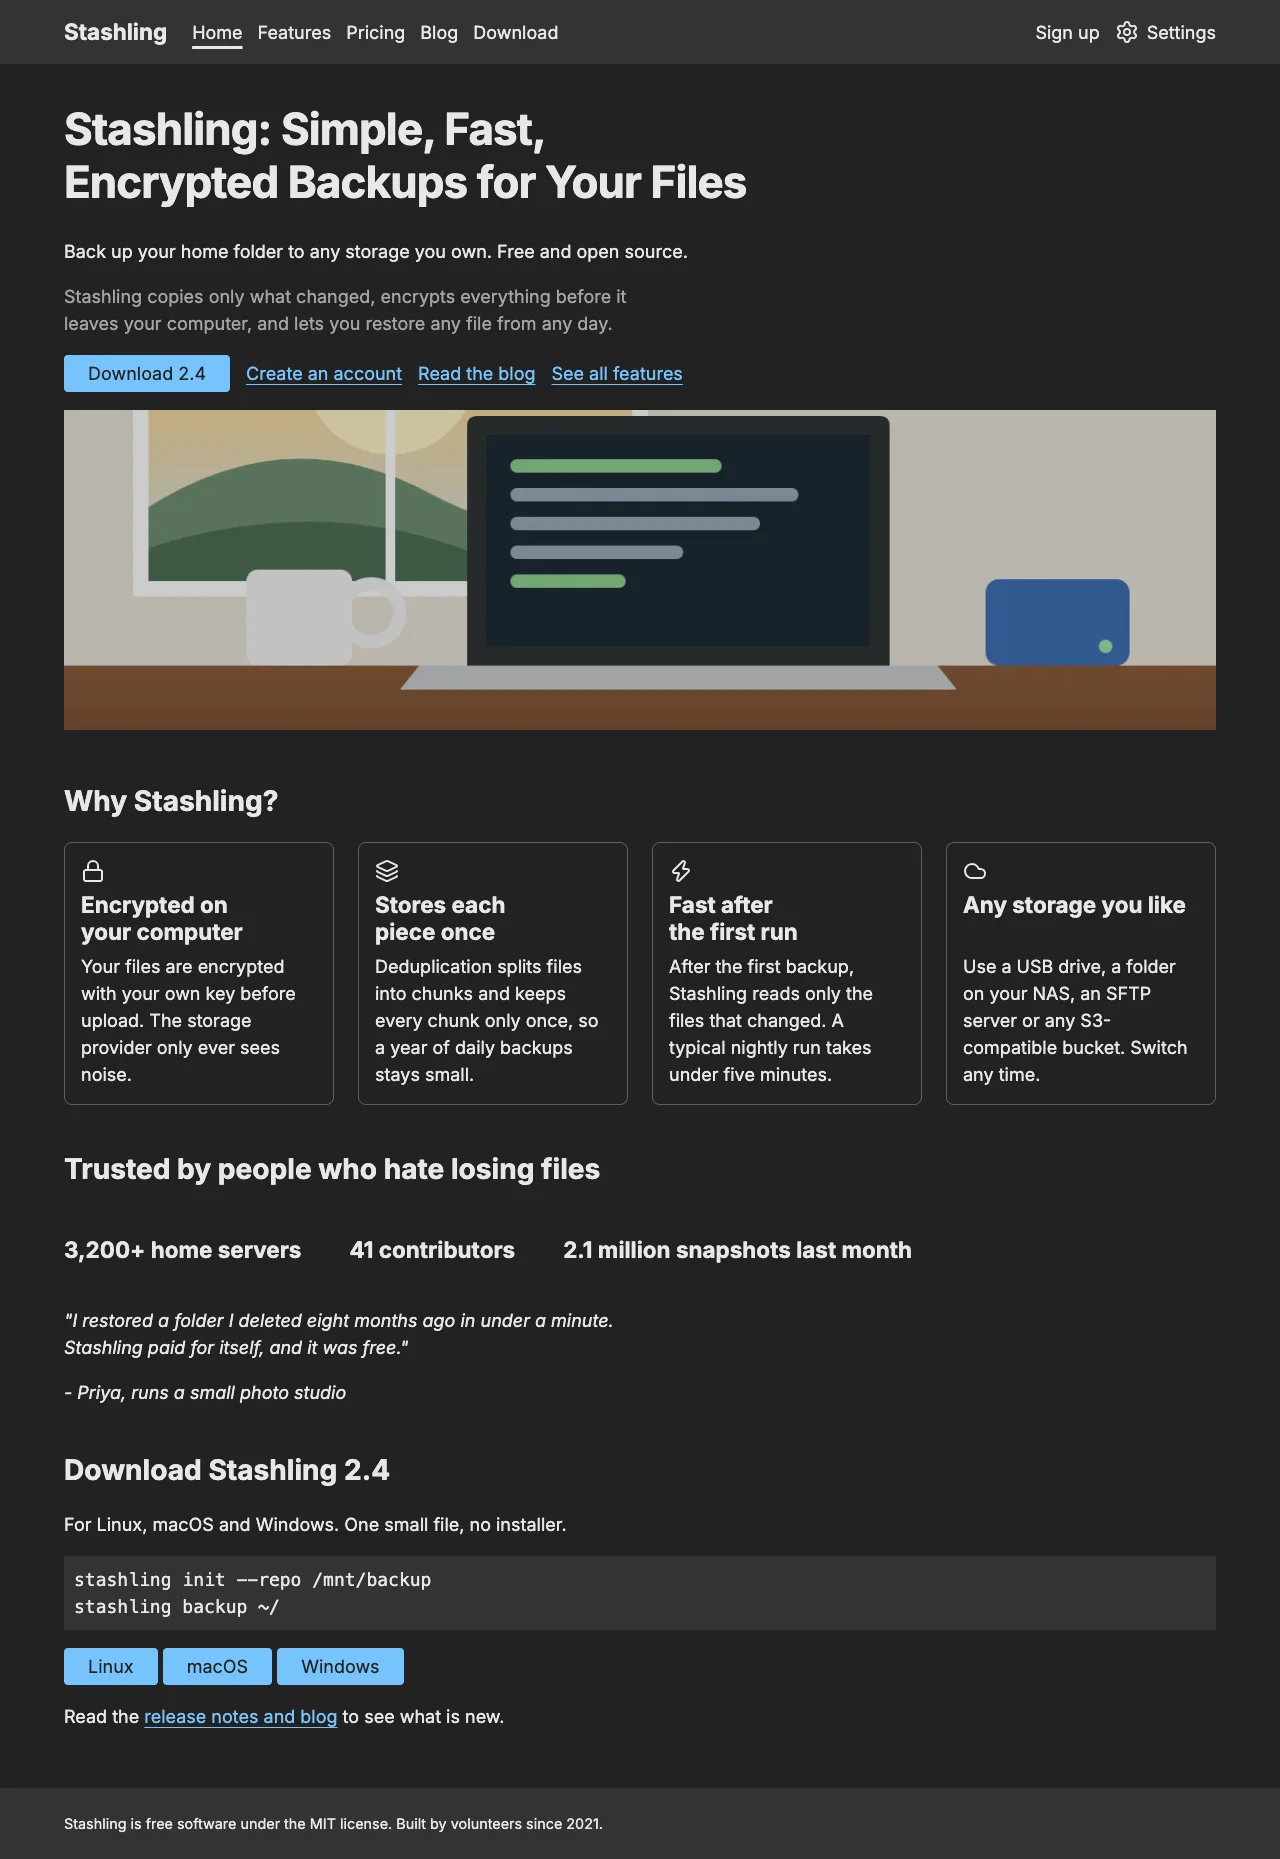 Stashling
Home Features Pricing Blog Download
Sign up Settings
Stashling: Simple, Fast,
Encrypted Backups for Your Files
Back up your home folder to any storage you own. Free and open source.
Stashling copies only what changed, encrypts everything before it
leaves your computer, and lets you restore any file from any day.
Download 2.4 Create an account Read the blog See all features
Why Stashling?
Encrypted on
your computer
Your files are encrypted
with your own key before
upload. The storage
provider only ever sees
noise.
Stores each
piece once
Deduplication splits files
into chunks and keeps
every chunk only once, so
a year of daily backups
stays small.
Fast after
the first run
After the first backup,
Stashling reads only the
files that changed. A
typical nightly run takes
under five minutes.
Any storage you like
Use a USB drive, a folder
on your NAS, an SFTP
server or any S3-
compatible bucket. Switch
any time.
Trusted by people who hate losing files
3,200+ home servers 41 contributors 2.1 million snapshots last month
"I restored a folder I deleted eight months ago in under a minute.
Stashling paid for itself, and it was free."
- Priya, runs a small photo studio
Download Stashling 2.4
For Linux, macOS and Windows. One small file, no installer.
stashling init --repo /mnt/backup
stashling backup ~/
Linux macOS Windows
Read the release notes and blog to see what is new.
Stashling is free software under the MIT license. Built by volunteers since 2021.